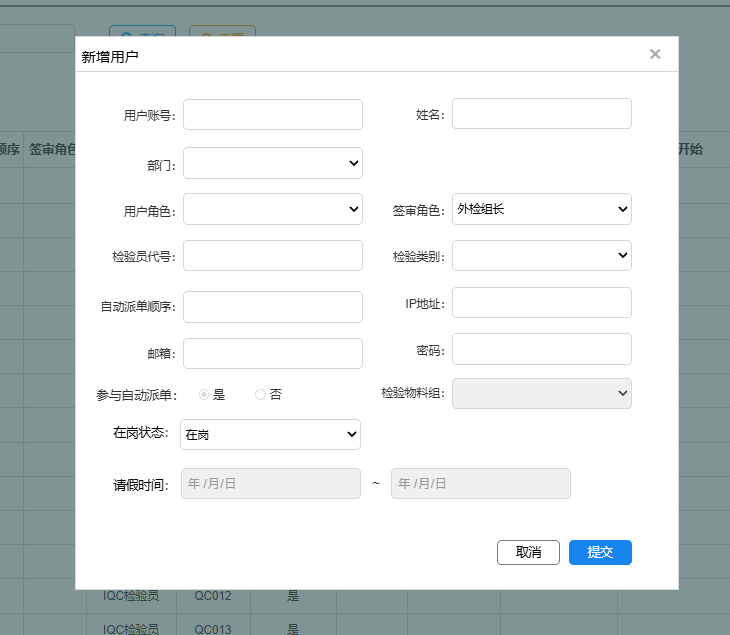 新增用户 ×
用户账号: 姓名:
部门:
用户角色: 签审角色: 外检组长
检验员代号: 检验类别:
自动派单顺序: IP地址:
邮箱: 密码:
参与自动派单: 是 否 检验物料组:
在岗状态: 在岗
请假时间: 年 /月/日 ~ 年 /月/日
取消 提交
顺序 签审角色 开始
IQC检验员 QC012 是
IQC检验员 QC013 是